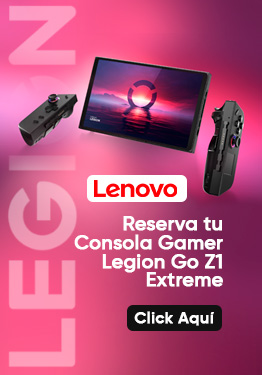 LEGION
Lenovo
Reserva tu
Consola Gamer
Legion Go Z1
Extreme
Click Aquí